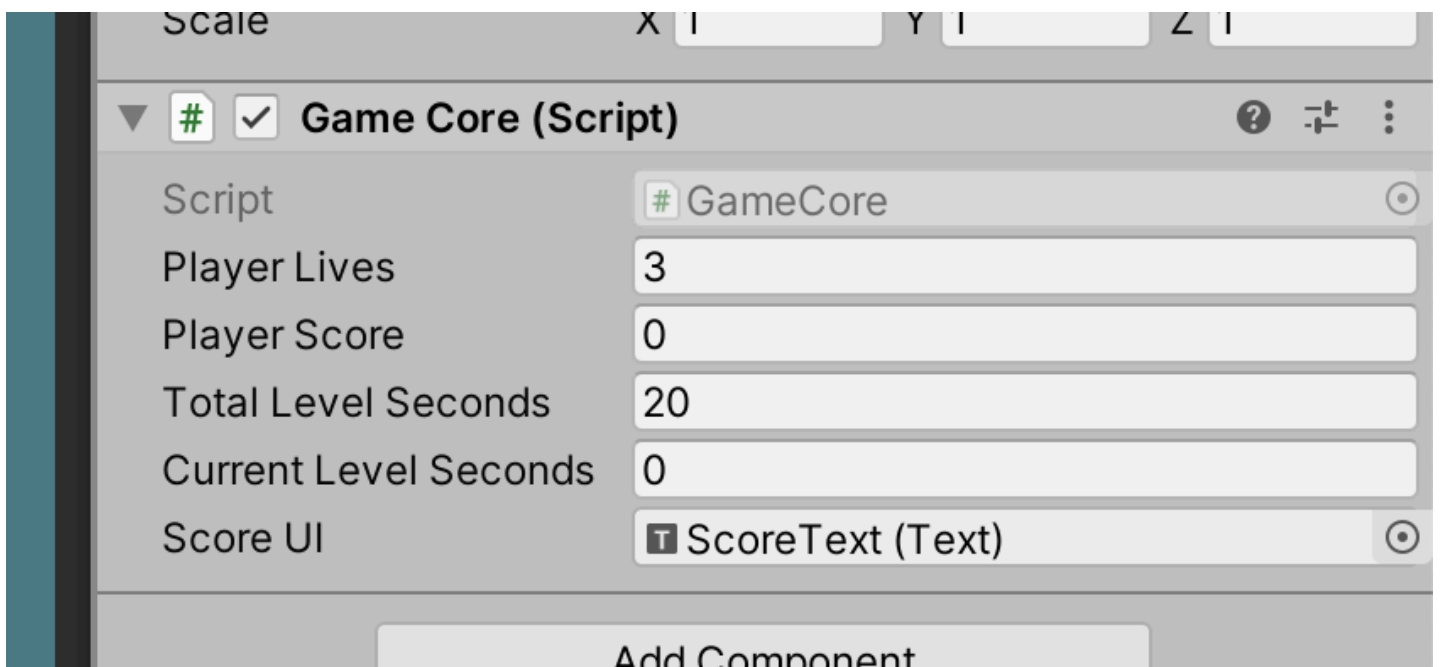 Scale X 1 Y 1 Z 1
# Game Core (Script)
Script # GameCore
Player Lives 3
Player Score 0
Total Level Seconds 20
Current Level Seconds 0
Score UI T ScoreText (Text)
Add Component